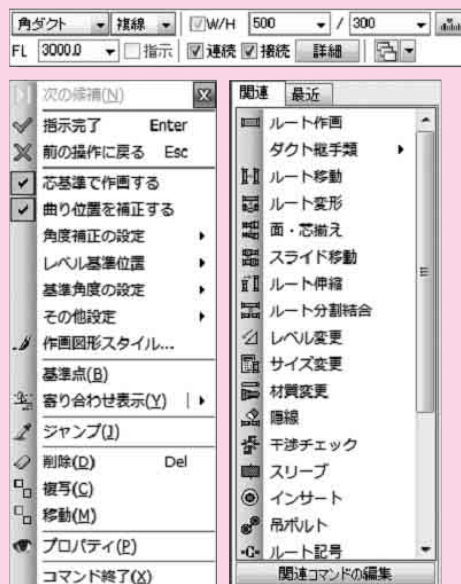 角ダクト 複線 W/H 500 / 300
FL 3000.0 指示 連続 接続 詳細
次の候補(N)
指示完了 Enter
前の操作に戻る Esc
芯基準で作画する
曲り位置を補正する
角度補正の設定
レベル基準位置
基準角度の設定
その他設定
作画図形スタイル...
基準点(B)
寄り合わせ表示(Y)
ジャンプ(J)
削除(D) Del
複写(C)
移動(M)
プロパティ(P)
コマンド終了(X)
関連 最近
ルート作画
ダクト継手類
ルート移動
ルート変形
面・芯揃え
スライド移動
ルート伸縮
ルート分割結合
レベル変更
サイズ変更
材質変更
隠線
干渉チェック
スリーブ
インサート
吊ボルト
ルート記号
関連コマンドの編集